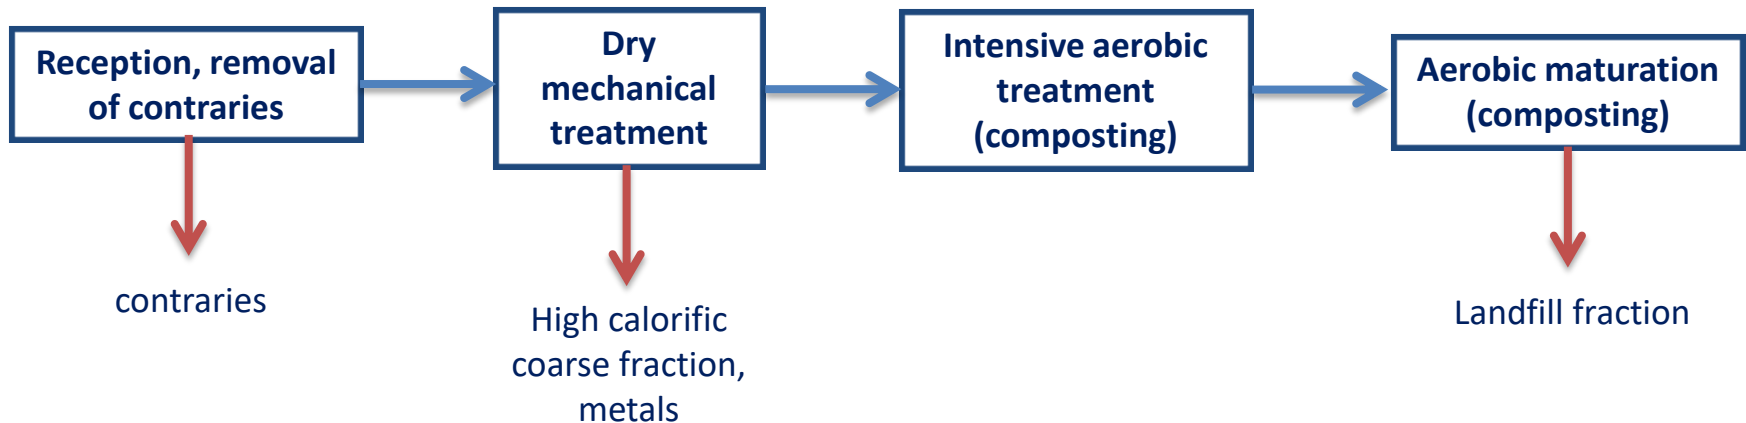 Reception, removal
of contraries
Dry
mechanical
treatment
Intensive aerobic
treatment
(composting)
Aerobic maturation
(composting)
contraries
High calorific
coarse fraction,
metals
Landfill fraction